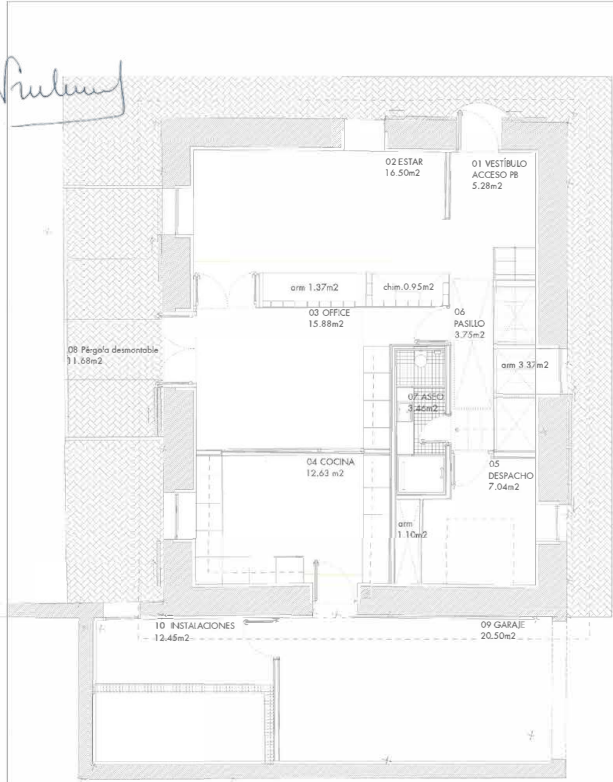 02 ESTAR
16.50m2
01 VESTÍBULO
ACCESO PB
5.28m2
arm 1.37m2
chim.0.95m2
03 OFFICE
15.88m2
06
PASILLO
3.75m2
08 Pérgola desmontable
11.68m2
arm 3.37m2
07 ASEO
3.46m2
04 COCINA
12.63 m2
05
DESPACHO
7.04m2
arm
1.10m2
10 INSTALACIONES
12.45m2
09 GARAJE
20.50m2